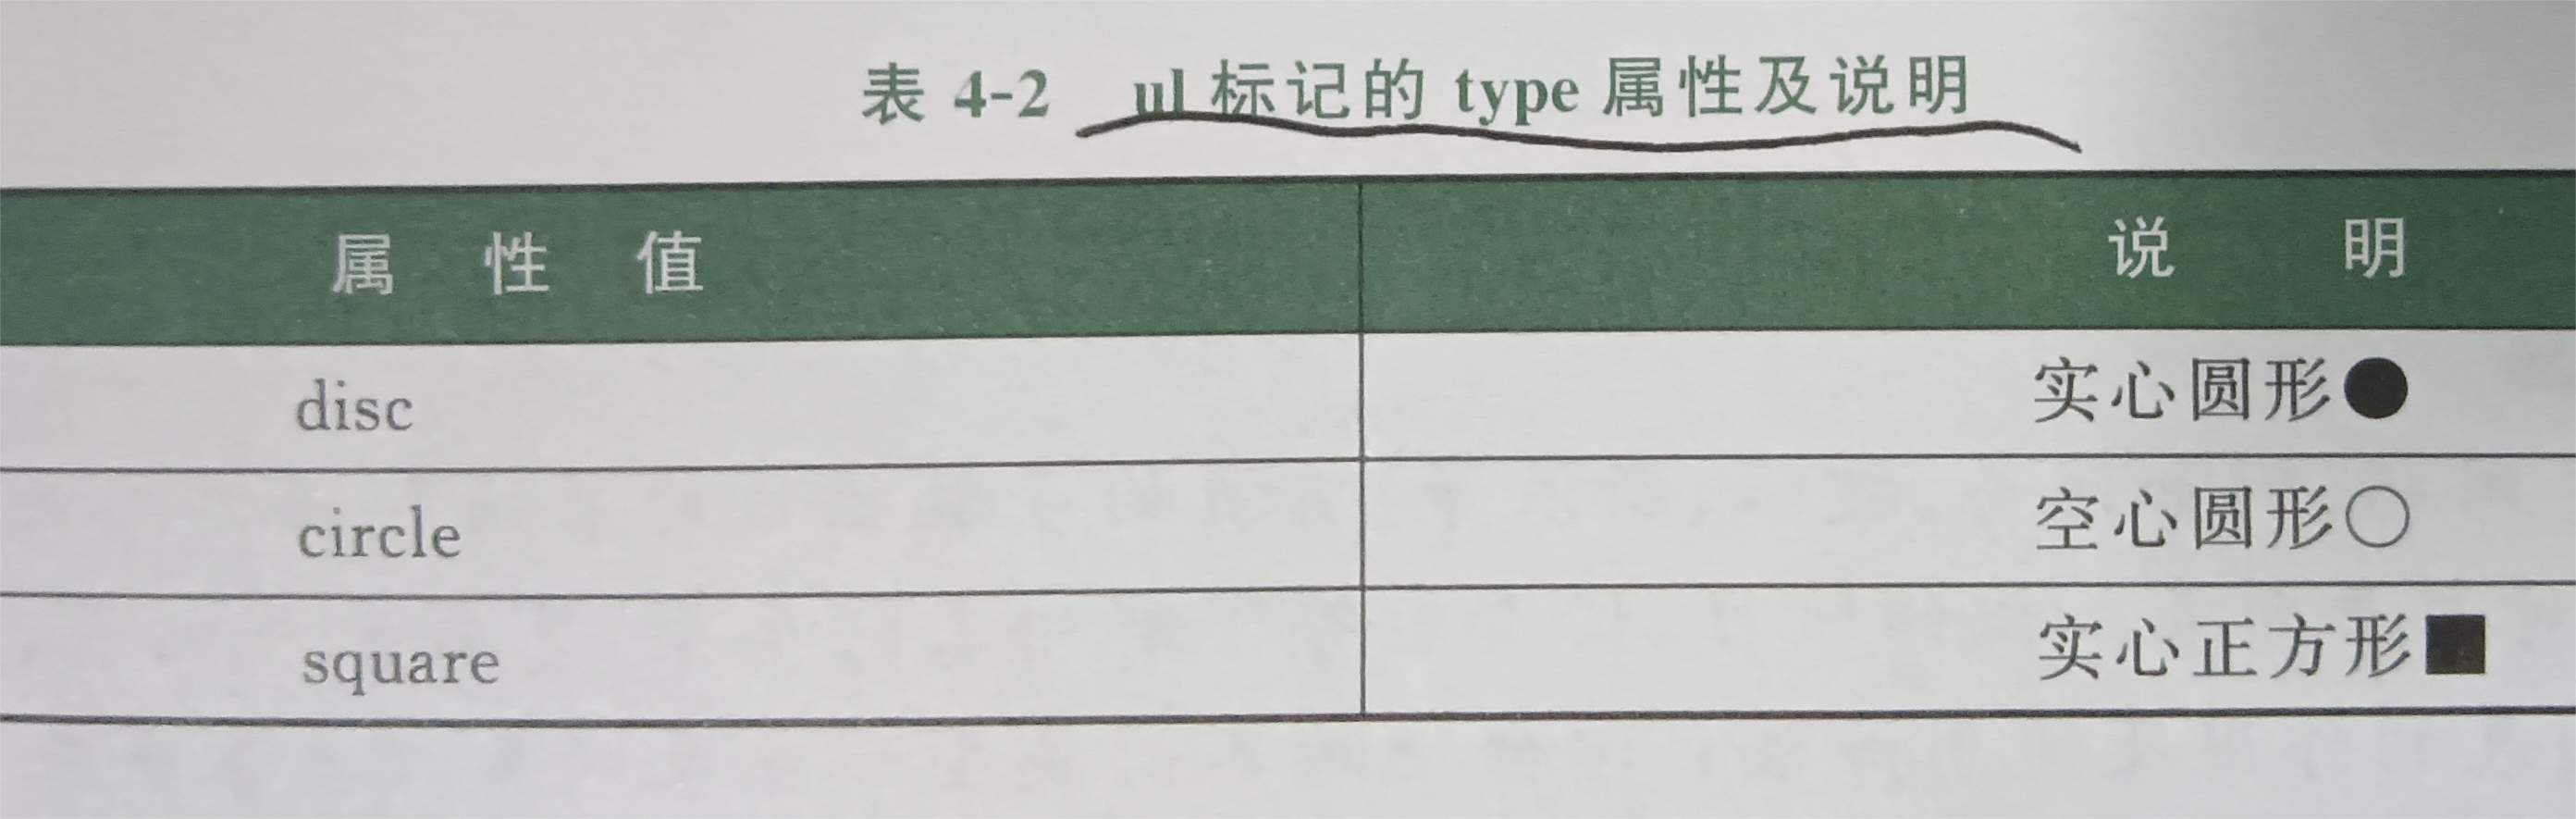 表 4-2 ul 标记的 type 属性及说明
属 性 值 说 明
disc 实心圆形●
circle 空心圆形○
square 实心正方形■